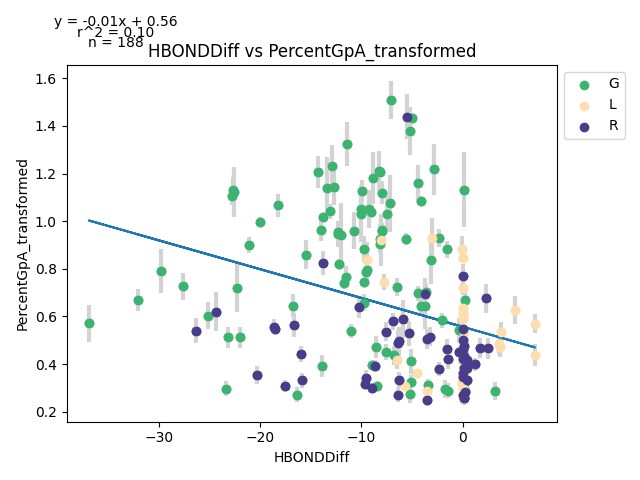 y = -0.01x + 0.56
r^2 = 0.10
n = 188
HBONDDiff vs PercentGpA_transformed
G
L
R
PercentGpA_transformed
1.6
1.4
1.2
1.0
0.8
0.6
0.4
0.2
−30
−20
−10
0
HBONDDiff